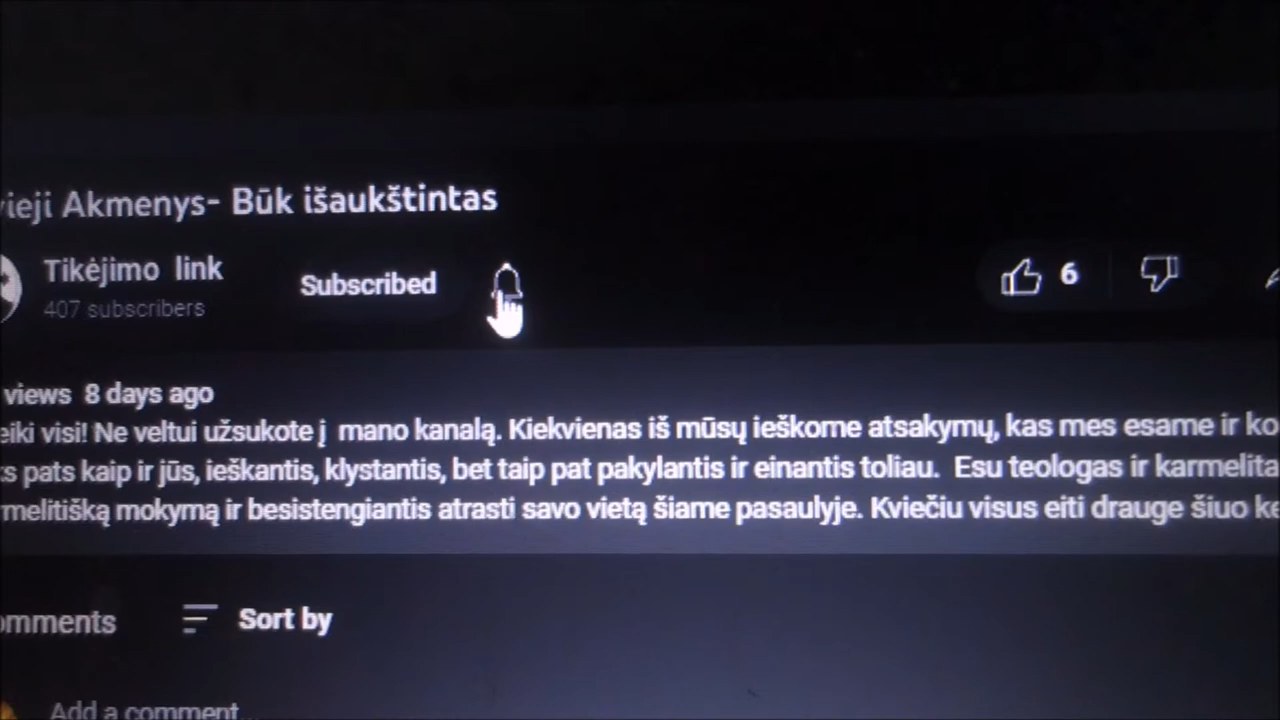 ieji Akmenys- Būk išaukštintas
Tikėjimo link
Subscribed
6
407 subscribers
views 8 days ago
eiki visi! Ne veltui užsukote į mano kanalą. Kiekvienas iš mūsų ieškome atsakymų, kas mes esame ir ko
s pats kaip ir jūs, ieškantis, klystantis, bet taip pat pakylantis ir einantis toliau. Esu teologas ir karmelita
melitišką mokymą ir besistengiantis atrasti savo vietą šiame pasaulyje. Kviečiu visus eiti drauge šiuo ke
omments
Sort by
Add a comment...